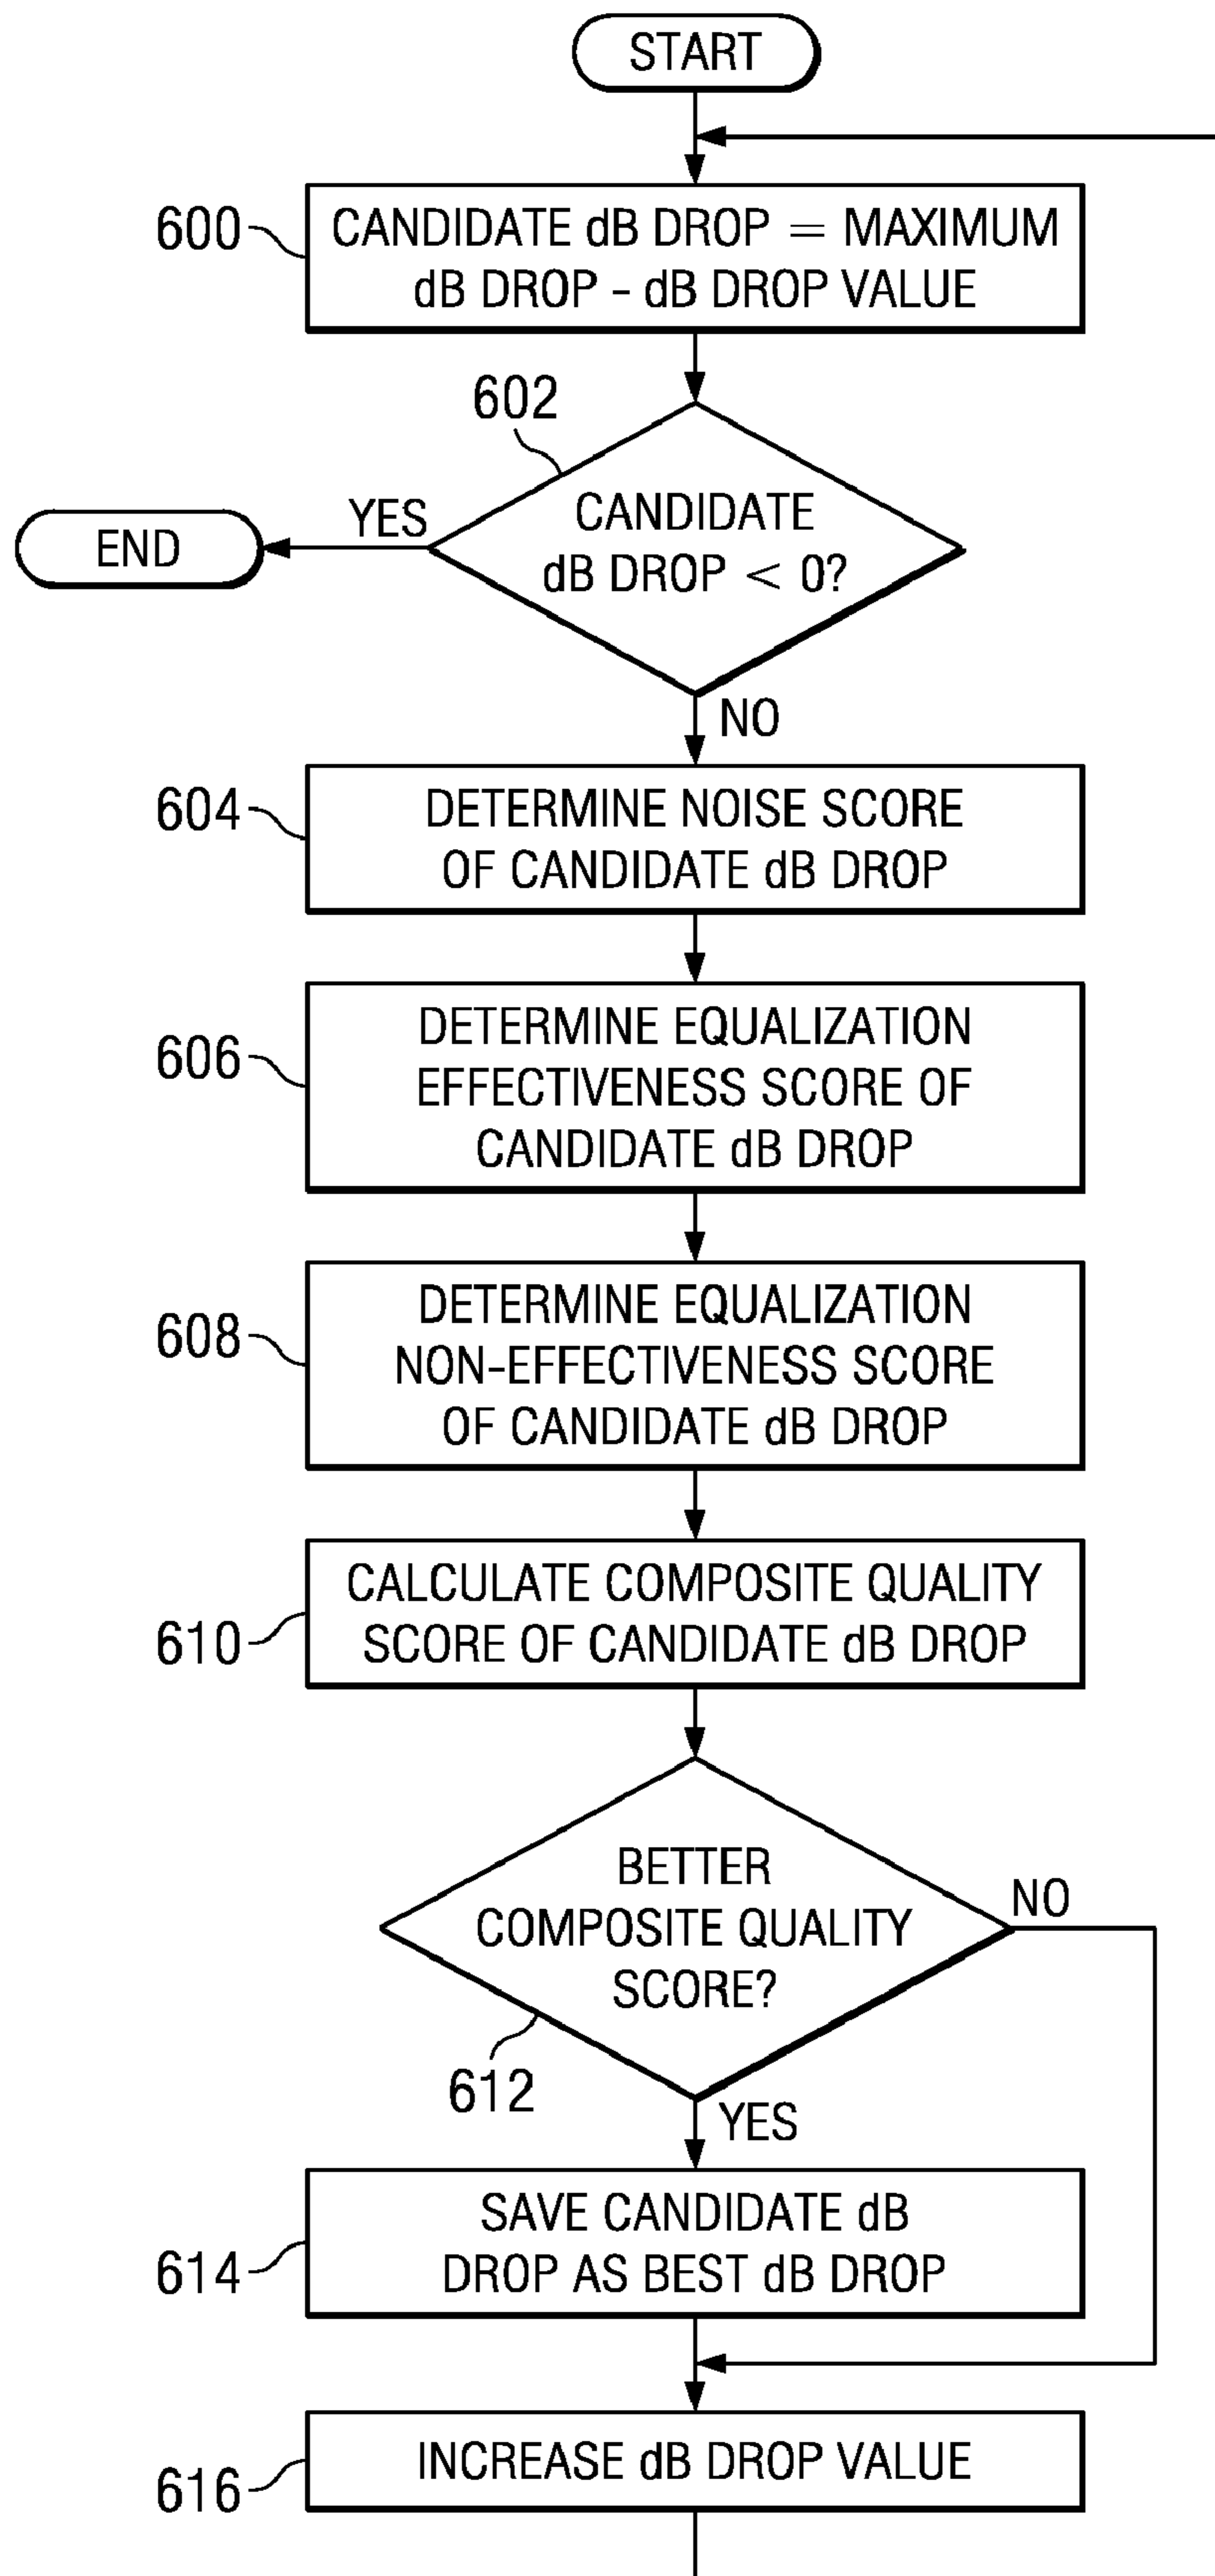 START
600
CANDIDATE dB DROP = MAXIMUM
dB DROP - dB DROP VALUE
602
CANDIDATE
dB DROP < 0?
YES
END
NO
604
DETERMINE NOISE SCORE
OF CANDIDATE dB DROP
606
DETERMINE EQUALIZATION
EFFECTIVENESS SCORE OF
CANDIDATE dB DROP
608
DETERMINE EQUALIZATION
NON-EFFECTIVENESS SCORE
OF CANDIDATE dB DROP
610
CALCULATE COMPOSITE QUALITY
SCORE OF CANDIDATE dB DROP
BETTER
COMPOSITE QUALITY
SCORE?
NO
612
YES
614
SAVE CANDIDATE dB
DROP AS BEST dB DROP
616
INCREASE dB DROP VALUE